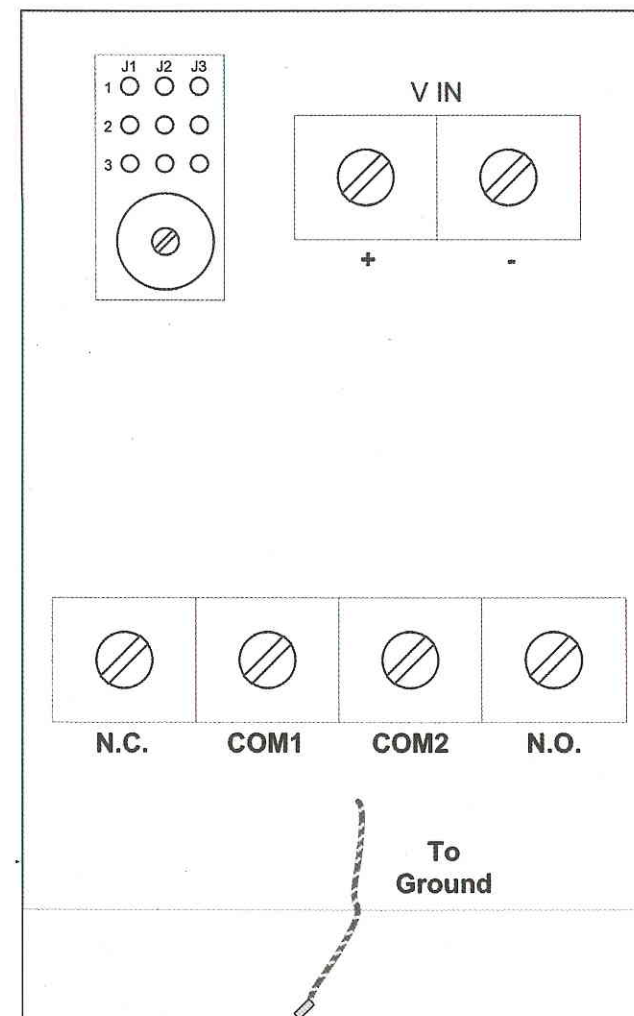 J1 J2 J3
V IN
1
2
3
+ -
N.C. COM1 COM2 N.O.
To
Ground